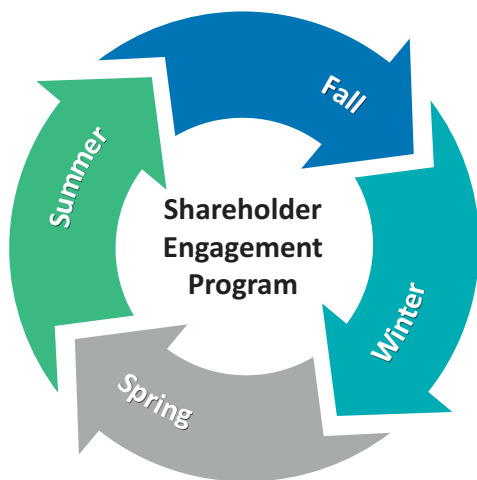 Fall
Summer
Shareholder
Engagement
Program
Winter
Spring